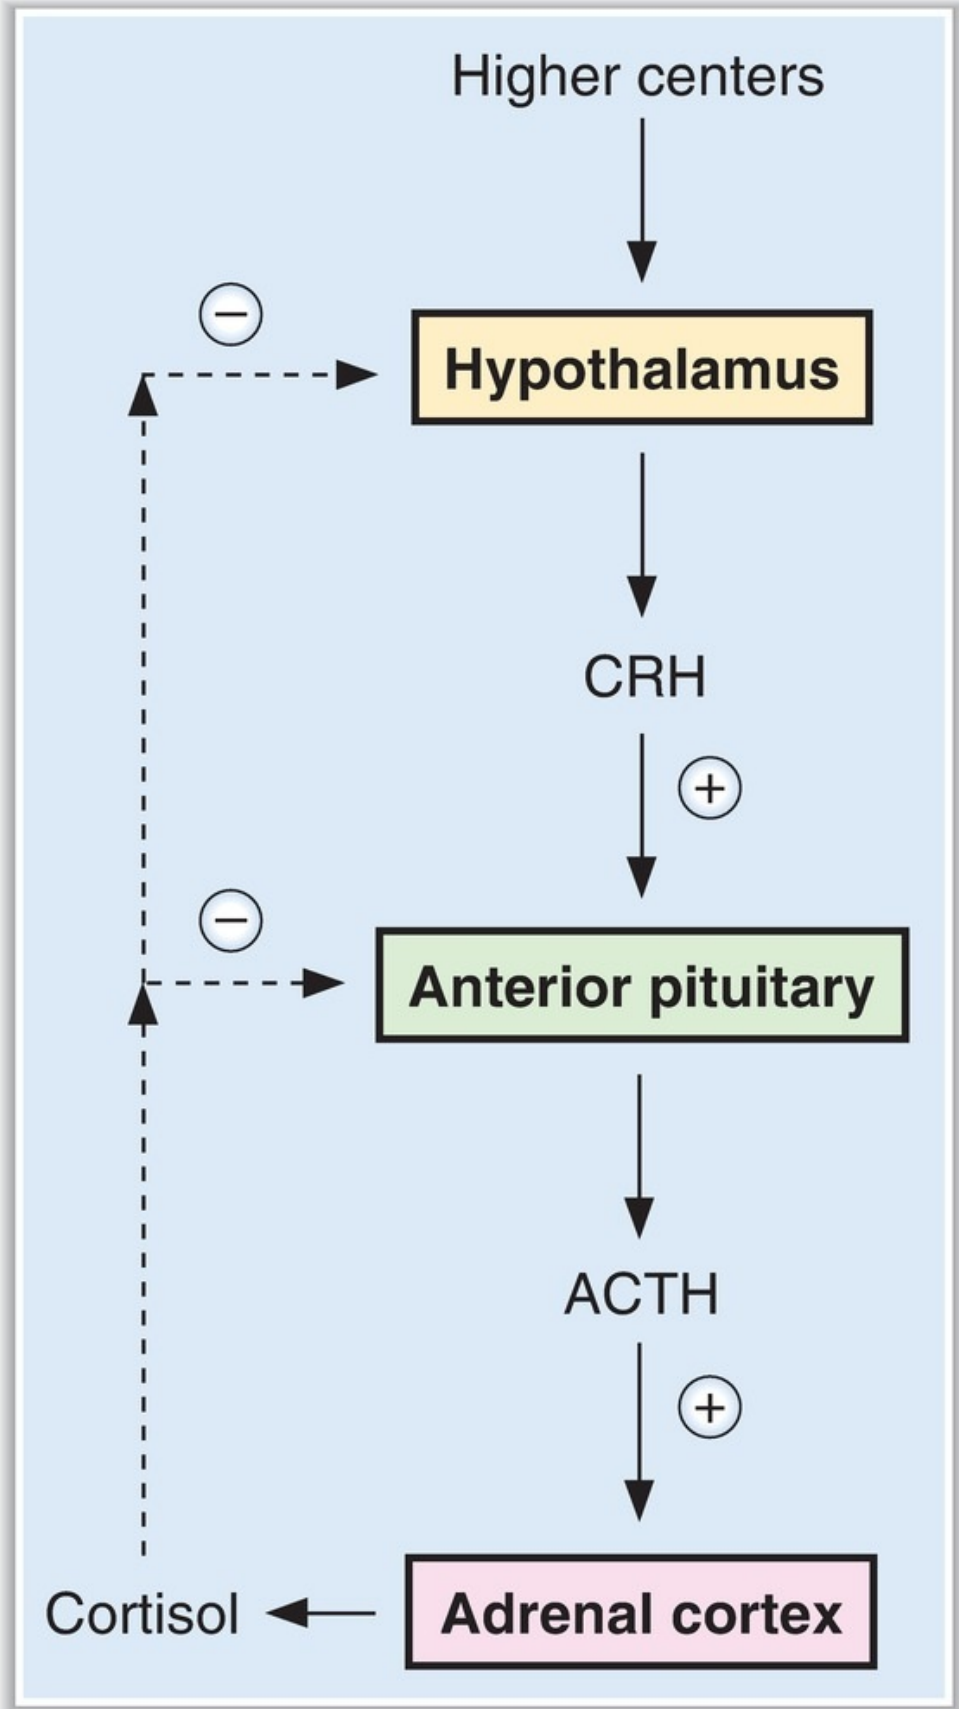 Higher centers
−
Hypothalamus
CRH
+
−
Anterior pituitary
ACTH
+
Cortisol
Adrenal cortex